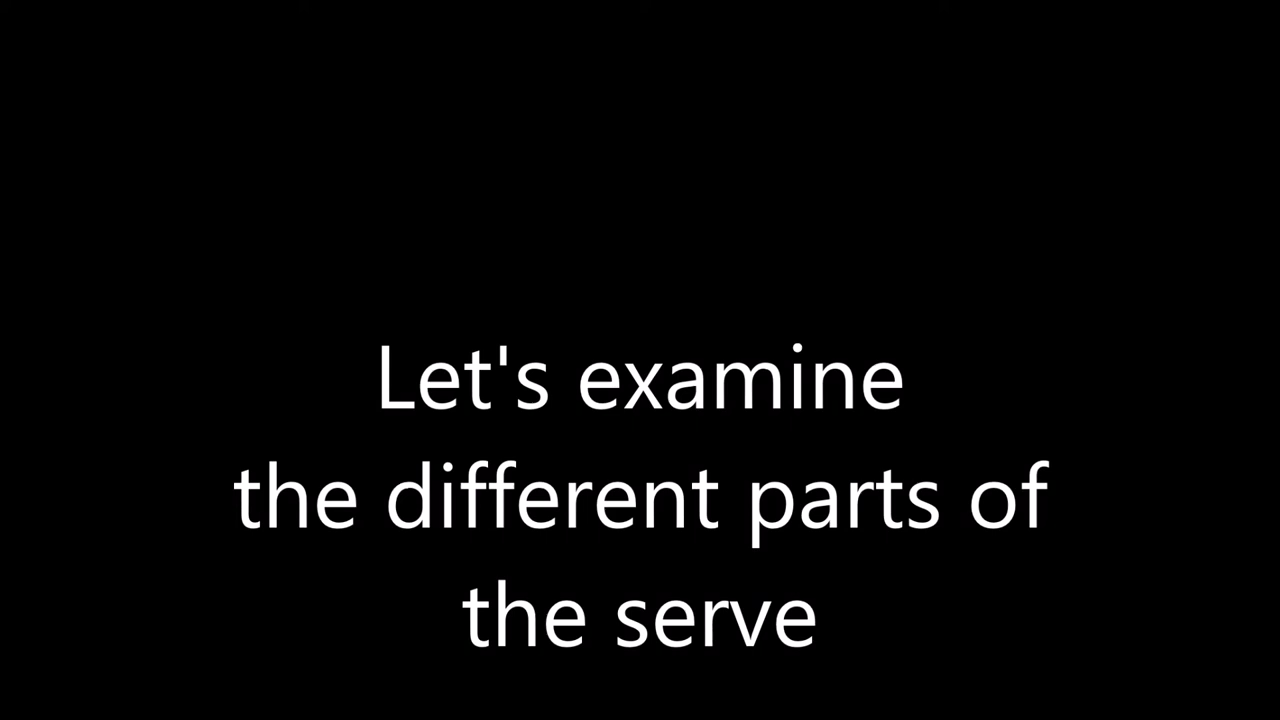 Let's examine
the different parts of
the serve